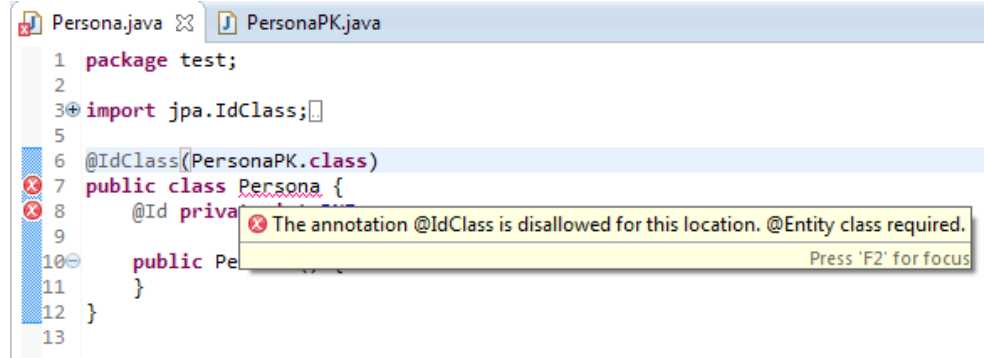 Persona.java PersonaPK.java
1 package test;
2
3 import jpa.IdClass;
5
6 @IdClass(PersonaPK.class)
7 public class Persona {
8 @Id priva
The annotation @IdClass is disallowed for this location. @Entity class required.
9
Press 'F2' for focus
10 public Pe
11 }
12 }
13